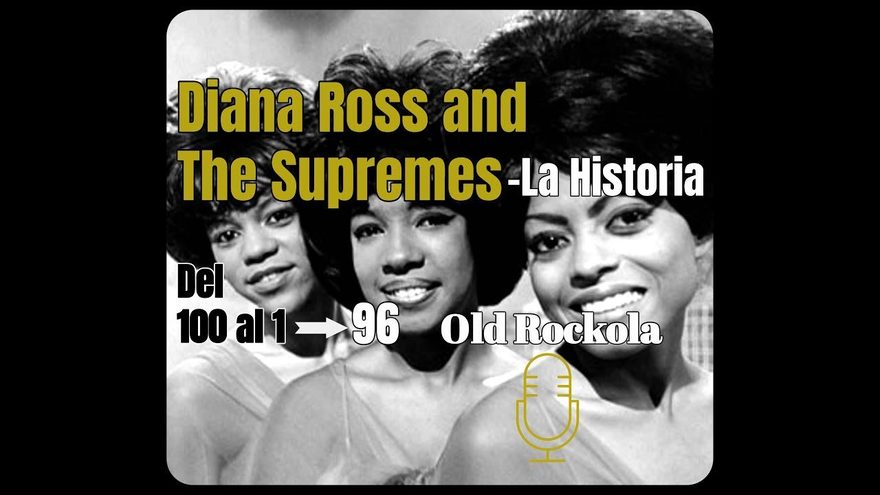 Diana Ross and
The Supremes -La Historia
Del
100 al 1 96 Old Rockola